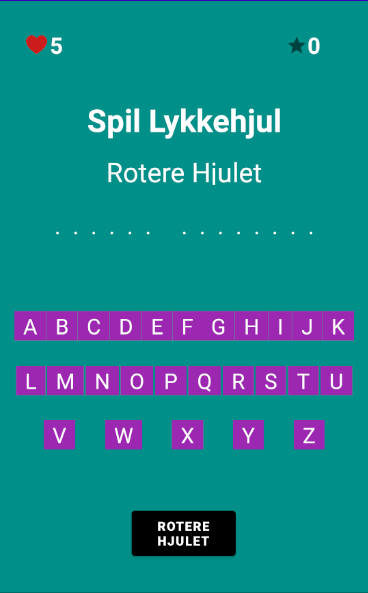 5 0
Spil Lykkehjul
Rotere Hjulet
. . . . . . . . . . . . . .
A B C D E F G H I J K
L M N O P Q R S T U
V W X Y Z
ROTERE
HJULET